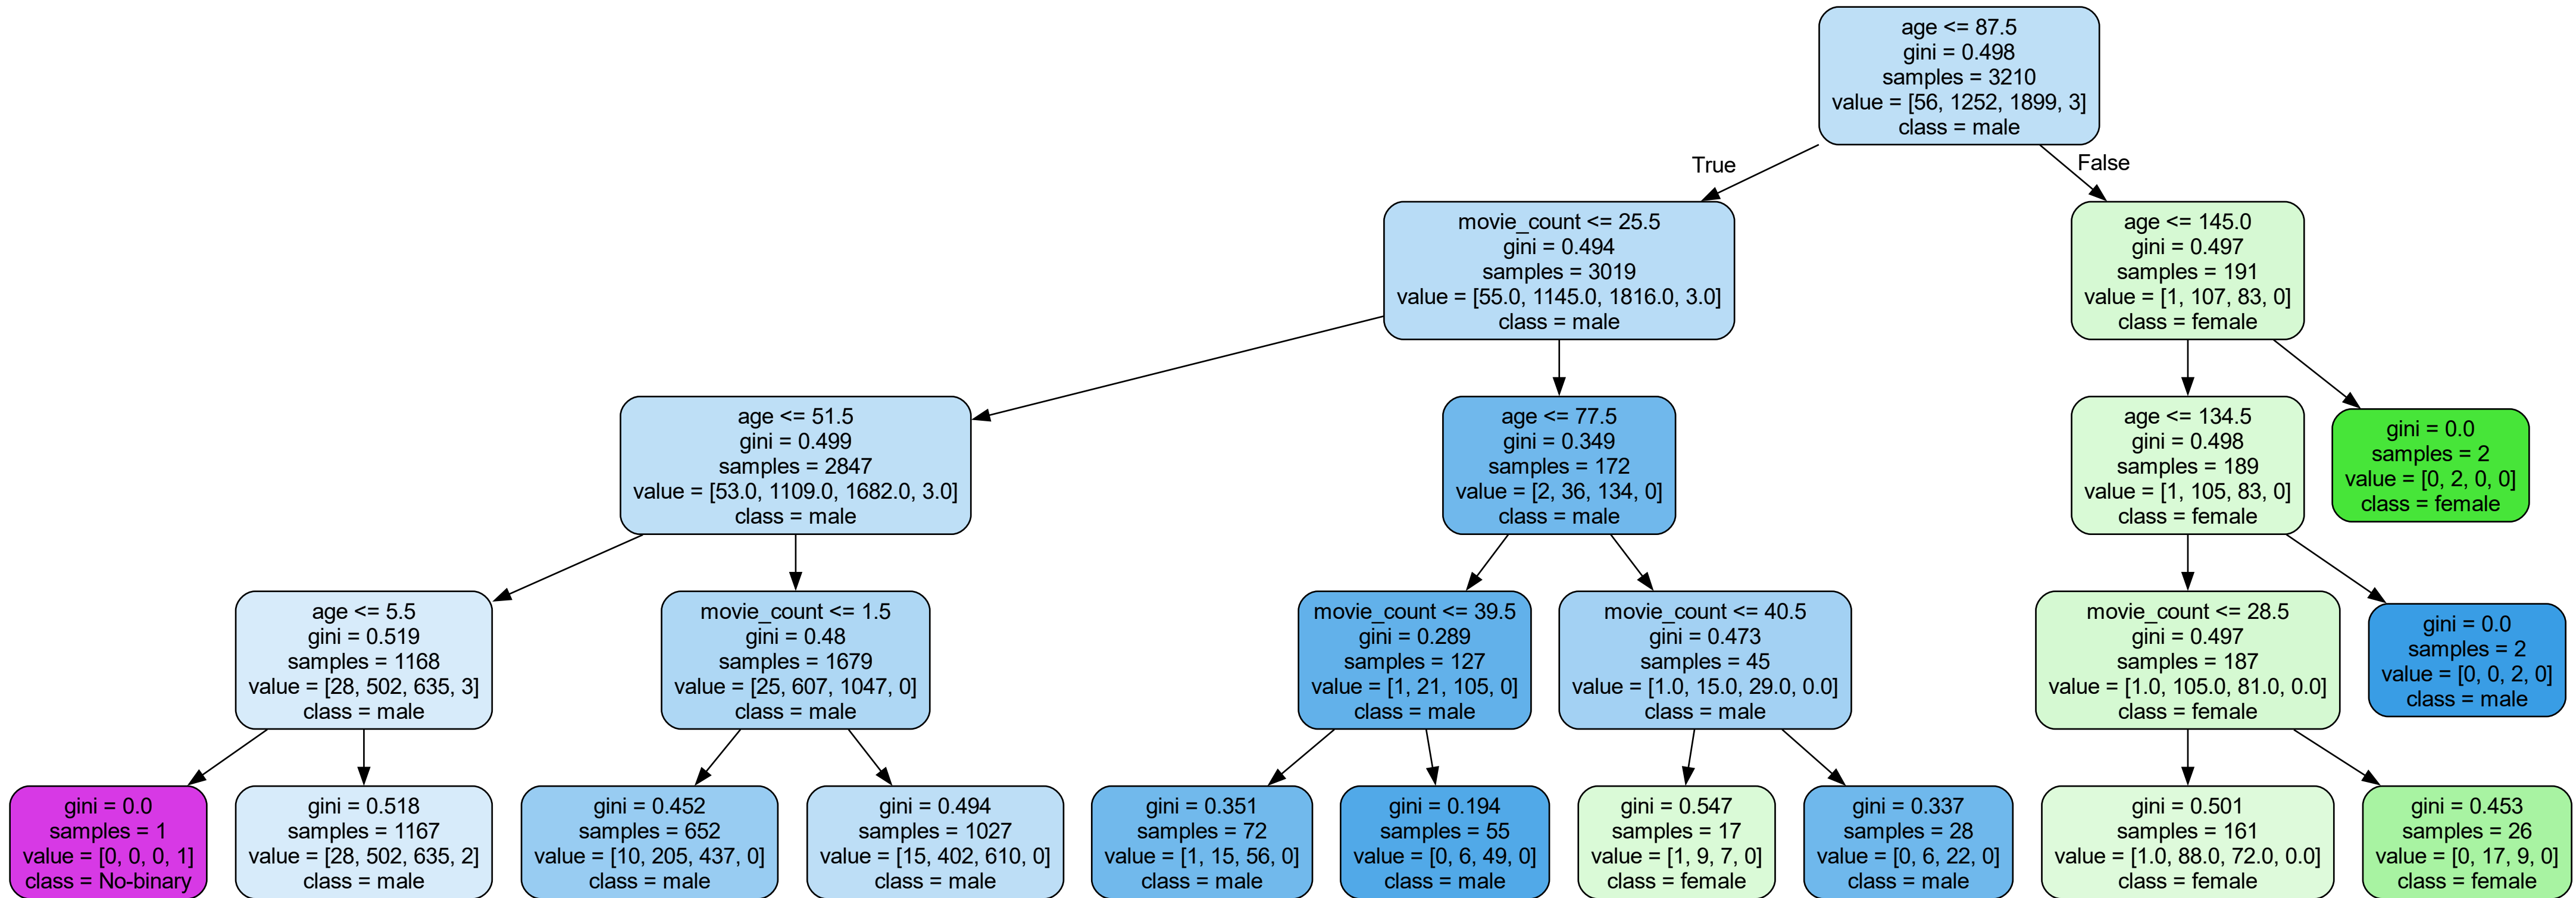 age <= 87.5
gini = 0.498
samples = 3210
value = [56, 1252, 1899, 3]
class = male
True
False
movie_count <= 25.5
gini = 0.494
samples = 3019
value = [55.0, 1145.0, 1816.0, 3.0]
class = male
age <= 145.0
gini = 0.497
samples = 191
value = [1, 107, 83, 0]
class = female
age <= 51.5
gini = 0.499
samples = 2847
value = [53.0, 1109.0, 1682.0, 3.0]
class = male
age <= 77.5
gini = 0.349
samples = 172
value = [2, 36, 134, 0]
class = male
age <= 134.5
gini = 0.498
samples = 189
value = [1, 105, 83, 0]
class = female
gini = 0.0
samples = 2
value = [0, 2, 0, 0]
class = female
age <= 5.5
gini = 0.519
samples = 1168
value = [28, 502, 635, 3]
class = male
movie_count <= 1.5
gini = 0.48
samples = 1679
value = [25, 607, 1047, 0]
class = male
movie_count <= 39.5
gini = 0.289
samples = 127
value = [1, 21, 105, 0]
class = male
movie_count <= 40.5
gini = 0.473
samples = 45
value = [1.0, 15.0, 29.0, 0.0]
class = male
movie_count <= 28.5
gini = 0.497
samples = 187
value = [1.0, 105.0, 81.0, 0.0]
class = female
gini = 0.0
samples = 2
value = [0, 0, 2, 0]
class = male
gini = 0.0
samples = 1
value = [0, 0, 0, 1]
class = No-binary
gini = 0.518
samples = 1167
value = [28, 502, 635, 2]
class = male
gini = 0.452
samples = 652
value = [10, 205, 437, 0]
class = male
gini = 0.494
samples = 1027
value = [15, 402, 610, 0]
class = male
gini = 0.351
samples = 72
value = [1, 15, 56, 0]
class = male
gini = 0.194
samples = 55
value = [0, 6, 49, 0]
class = male
gini = 0.547
samples = 17
value = [1, 9, 7, 0]
class = female
gini = 0.337
samples = 28
value = [0, 6, 22, 0]
class = male
gini = 0.501
samples = 161
value = [1.0, 88.0, 72.0, 0.0]
class = female
gini = 0.453
samples = 26
value = [0, 17, 9, 0]
class = female